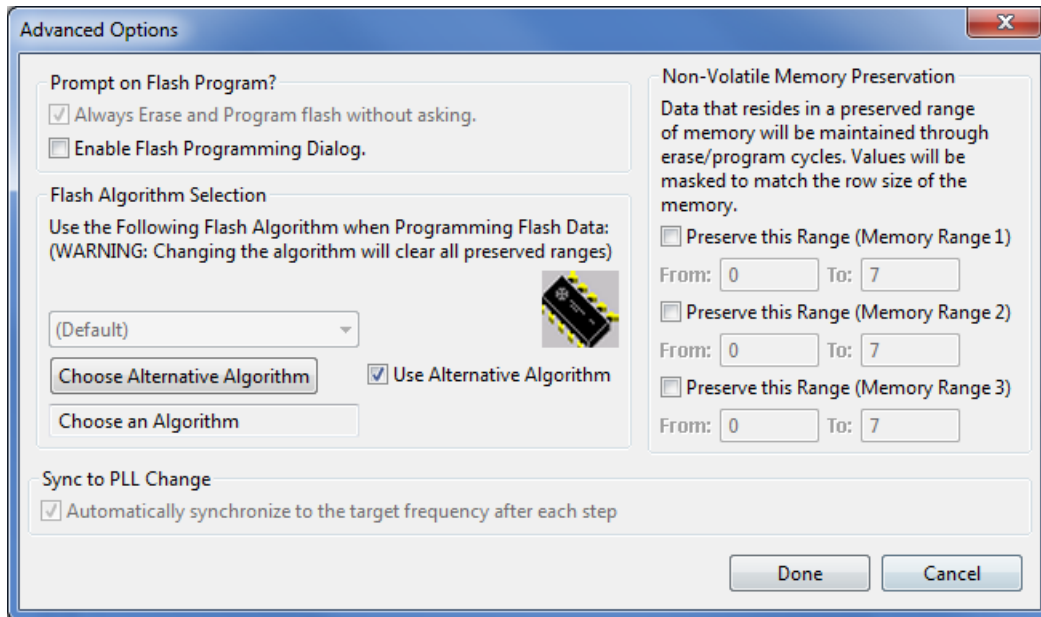 Advanced Options
Prompt on Flash Program?
Always Erase and Program flash without asking.
Enable Flash Programming Dialog.
Flash Algorithm Selection
Use the Following Flash Algorithm when Programming Flash Data:
(WARNING: Changing the algorithm will clear all preserved ranges)
(Default)
Choose Alternative Algorithm
Use Alternative Algorithm
Choose an Algorithm
Non-Volatile Memory Preservation
Data that resides in a preserved range
of memory will be maintained through
erase/program cycles. Values will be
masked to match the row size of the
memory.
Preserve this Range (Memory Range 1)
From: 0 To: 7
Preserve this Range (Memory Range 2)
From: 0 To: 7
Preserve this Range (Memory Range 3)
From: 0 To: 7
Sync to PLL Change
Automatically synchronize to the target frequency after each step
Done Cancel